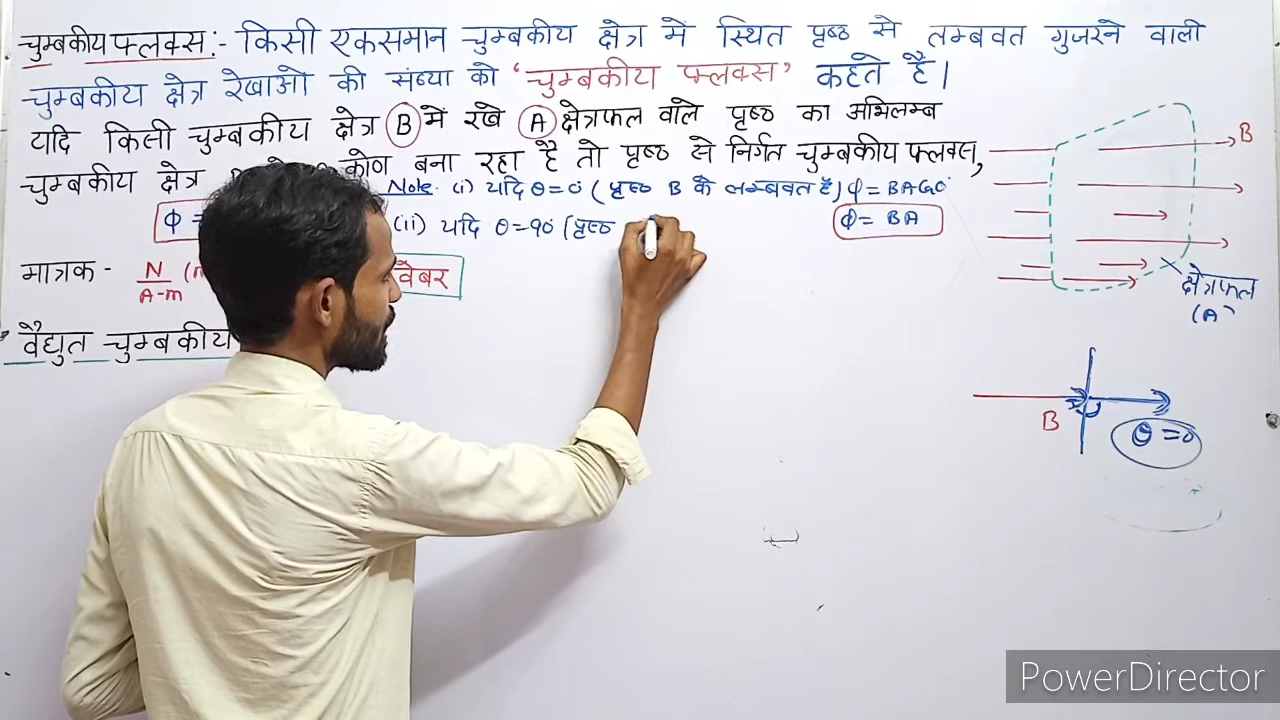 चुम्बकीय फ्लक्स:- किसी एकसमान चुम्बकीय क्षेत्र में स्थित पृष्ठ से लम्बवत गुजरने वाली
चुम्बकीय क्षेत्र रेखाओ की संख्या को 'चुम्बकीय फ्लक्स' कहते है।
यदि किसी चुम्बकीय क्षेत्र B में रखे A क्षेत्रफल वाले पृष्ठ का अभिलम्ब
चुम्बकीय क्षेत्र कोण बना रहा है तो पृष्ठ से निर्गत चुम्बकीय फ्लक्स,
Note. (i) यदि θ=0° (पृष्ठ B के लम्बवत है) φ = BACO0°
ϕ = (ii) यदि θ=90° (पृष्ठ ϕ = BA
मात्रक - N/A-m वेबर
वैद्युत चुम्बकीय
B
क्षेत्रफल
(A)
B
θ=0
PowerDirector